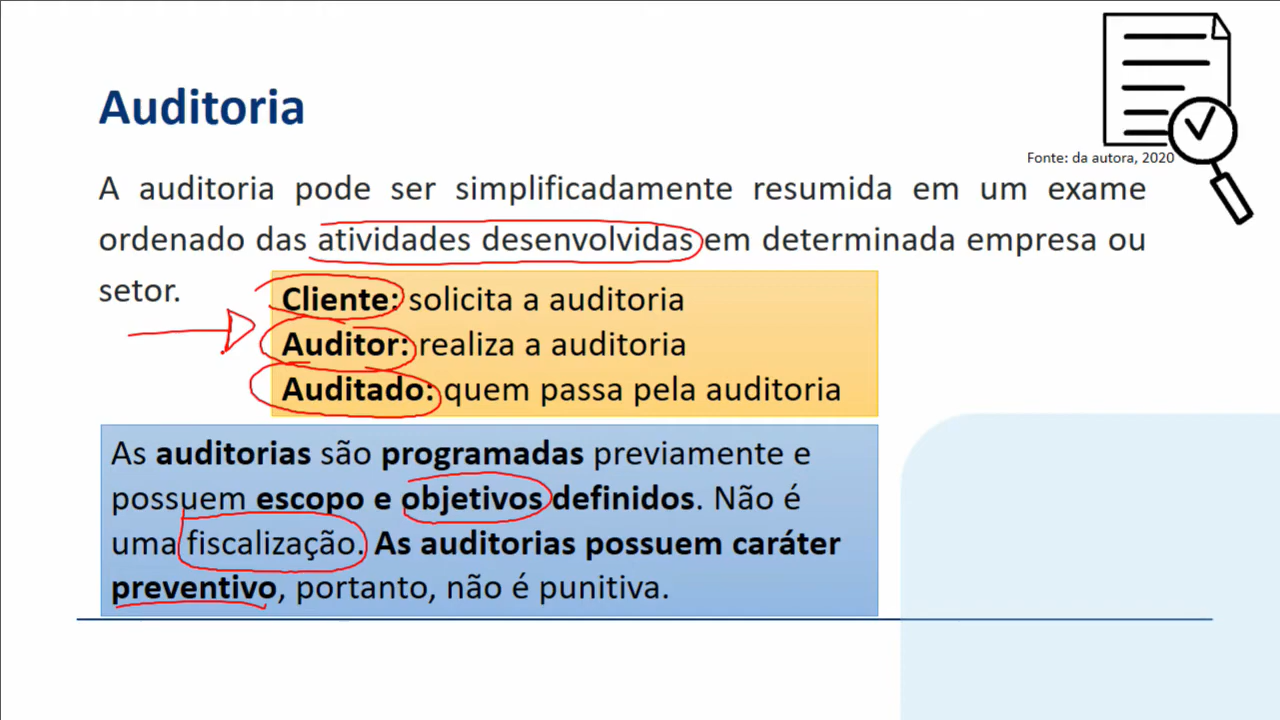 Auditoria
Fonte: da autora, 2020
A auditoria pode ser simplificadamente resumida em um exame
ordenado das atividades desenvolvidas em determinada empresa ou
setor.
Cliente: solicita a auditoria
Auditor: realiza a auditoria
Auditado: quem passa pela auditoria
As auditorias são programadas previamente e
possuem escopo e objetivos definidos. Não é
uma fiscalização. As auditorias possuem caráter
preventivo, portanto, não é punitiva.